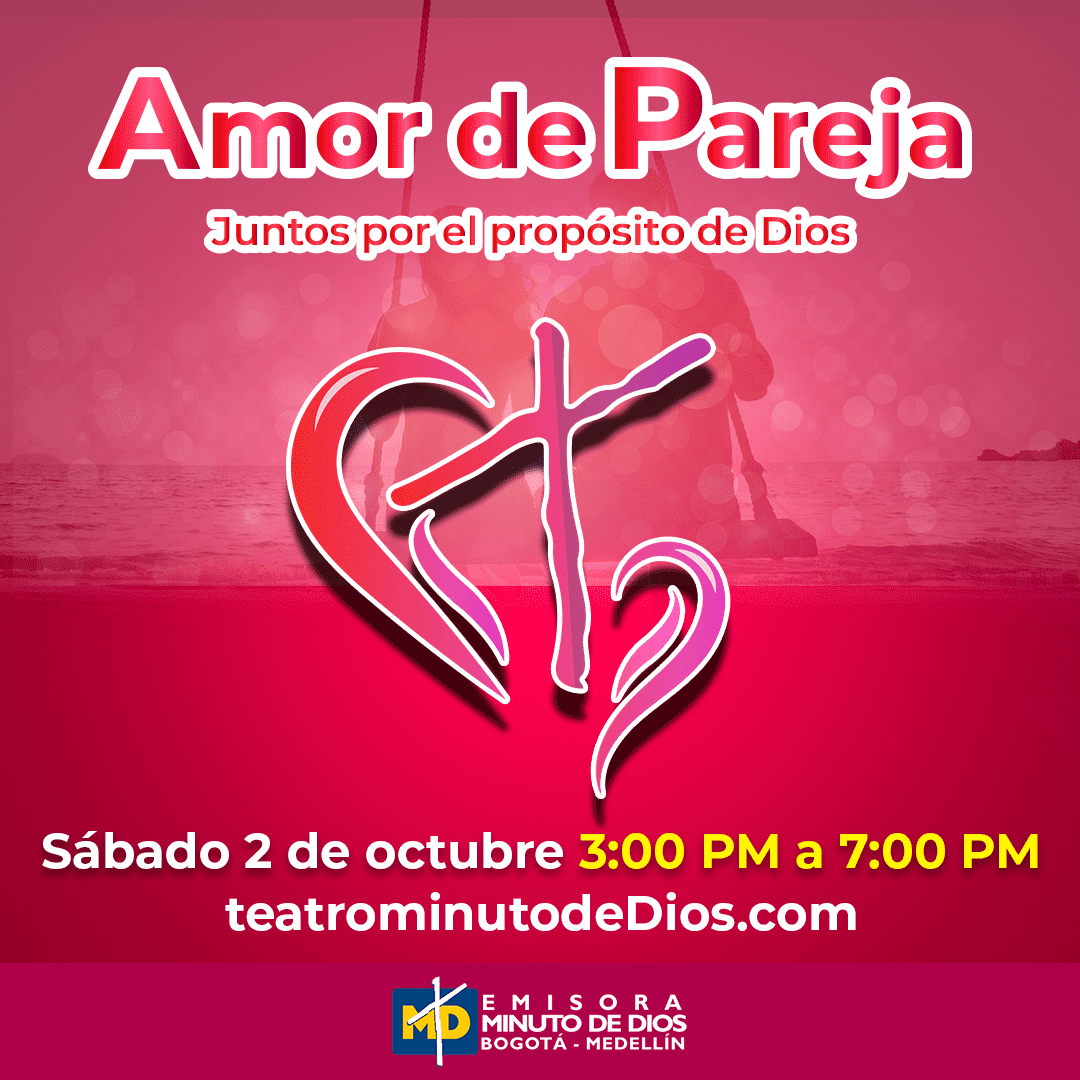 Amor de Pareja
Juntos por el propósito de Dios
Sábado 2 de octubre 3:00 PM a 7:00 PM
teatrominutodeDios.com
MD
EMISORA
MINUTO DE DIOS
BOGOTÁ - MEDELLÍN